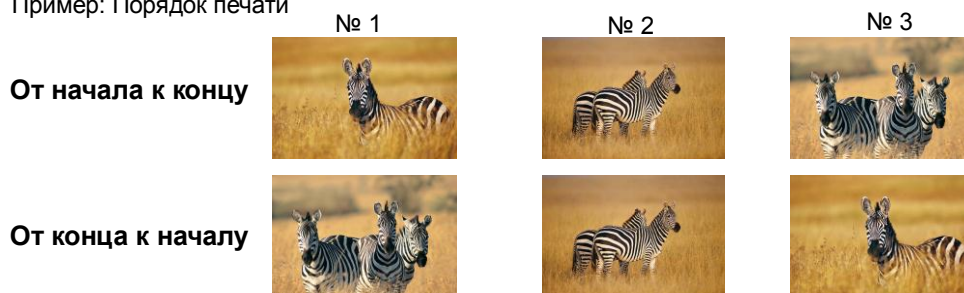 Пример: Порядок печати
№ 1
№ 2
№ 3
От начала к концу
От конца к началу